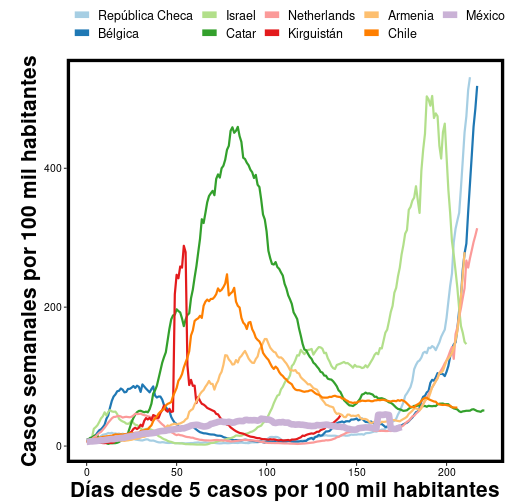 República Checa Israel Netherlands Armenia México
Bélgica Catar Kirguistán Chile
Casos semanales por 100 mil habitantes
400
200
0
0 50 100 150 200
Días desde 5 casos por 100 mil habitantes